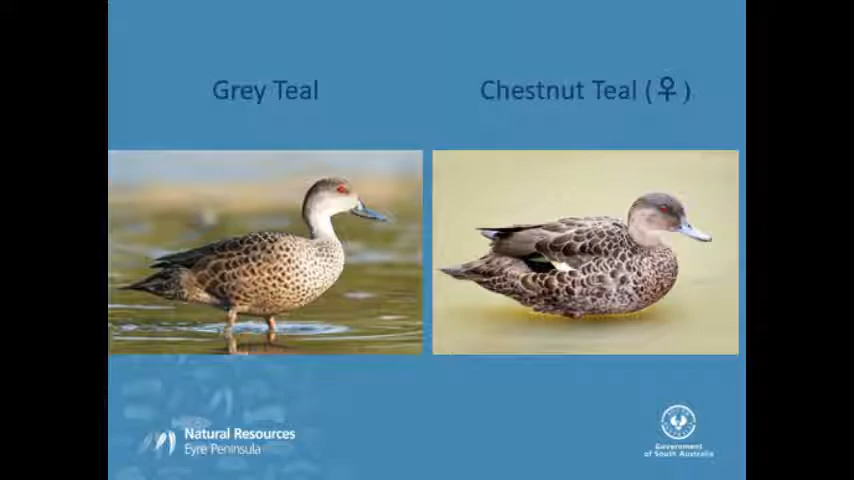 Grey Teal
Chestnut Teal (♀)
Natural Resources
Eyre Peninsula
Government
of South Australia